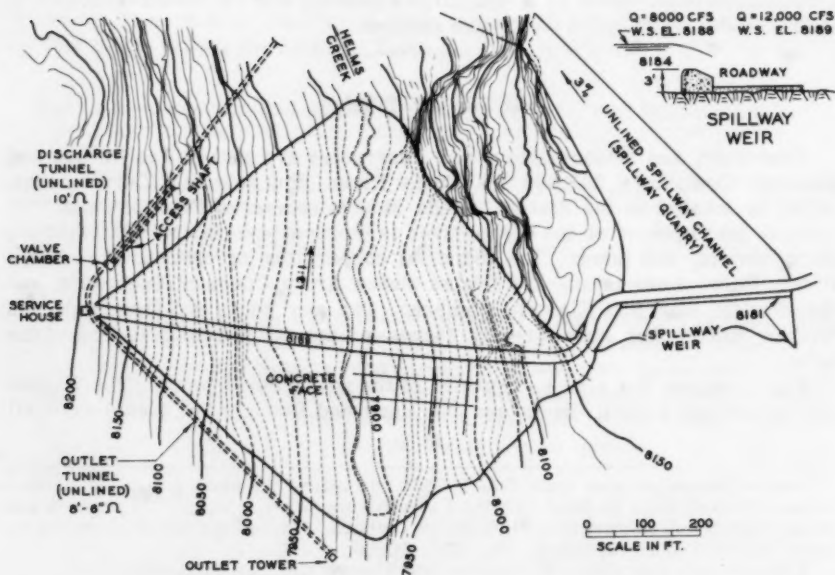 Q=8000 CFS
W.S. EL. 8188
Q=12,000 CFS
W.S. EL. 8189
8184
3'
ROADWAY
SPILLWAY
WEIR
HELMS
CREEK
3%
UNLINED SPILLWAY CHANNEL
(SPILLWAY QUARRY)
DISCHARGE
TUNNEL
(UNLINED)
10'
ACCESS SHAFT
VALVE
CHAMBER
SERVICE
HOUSE
8181
SPILLWAY
WEIR
CONCRETE
FACE
7900
8200
8150
8100
8050
8000
7950
OUTLET
TUNNEL
(UNLINED)
8'-6"
OUTLET TOWER
7950
8000
8100
8150
0 100 200
SCALE IN FT.